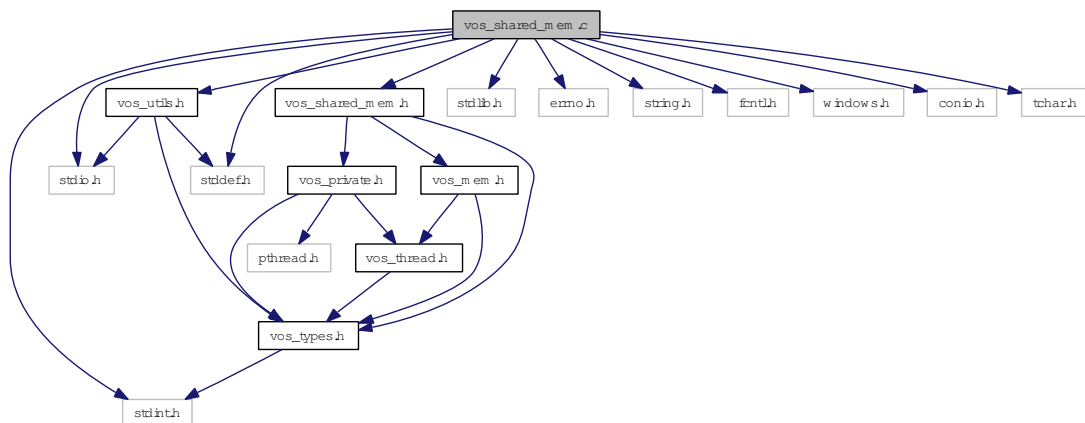 vos_shared_mem.c
vos_utils.h
vos_shared_mem.h
stdlib.h
errno.h
string.h
fcntl.h
windows.h
conio.h
tchar.h
stdio.h
stddef.h
vos_private.h
vos_mem.h
pthread.h
vos_thread.h
vos_types.h
stdint.h